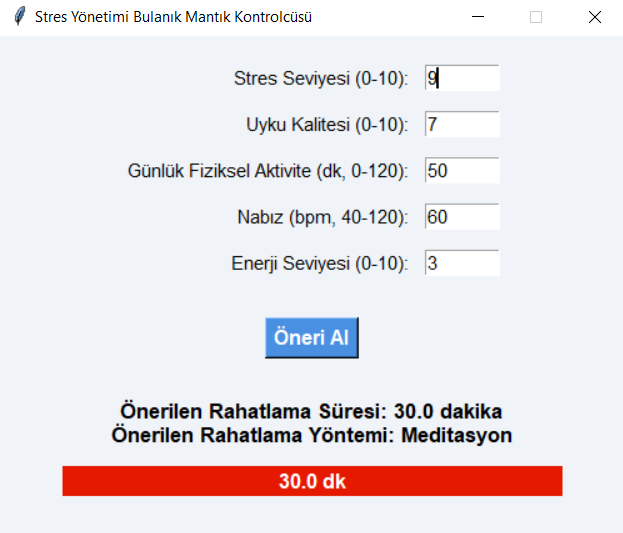 Stres Yönetimi Bulanık Mantık Kontrolcüsü
Stres Seviyesi (0-10): 9
Uyku Kalitesi (0-10): 7
Günlük Fiziksel Aktivite (dk, 0-120): 50
Nabız (bpm, 40-120): 60
Enerji Seviyesi (0-10): 3
Öneri Al
Önerilen Rahatlama Süresi: 30.0 dakika
Önerilen Rahatlama Yöntemi: Meditasyon
30.0 dk